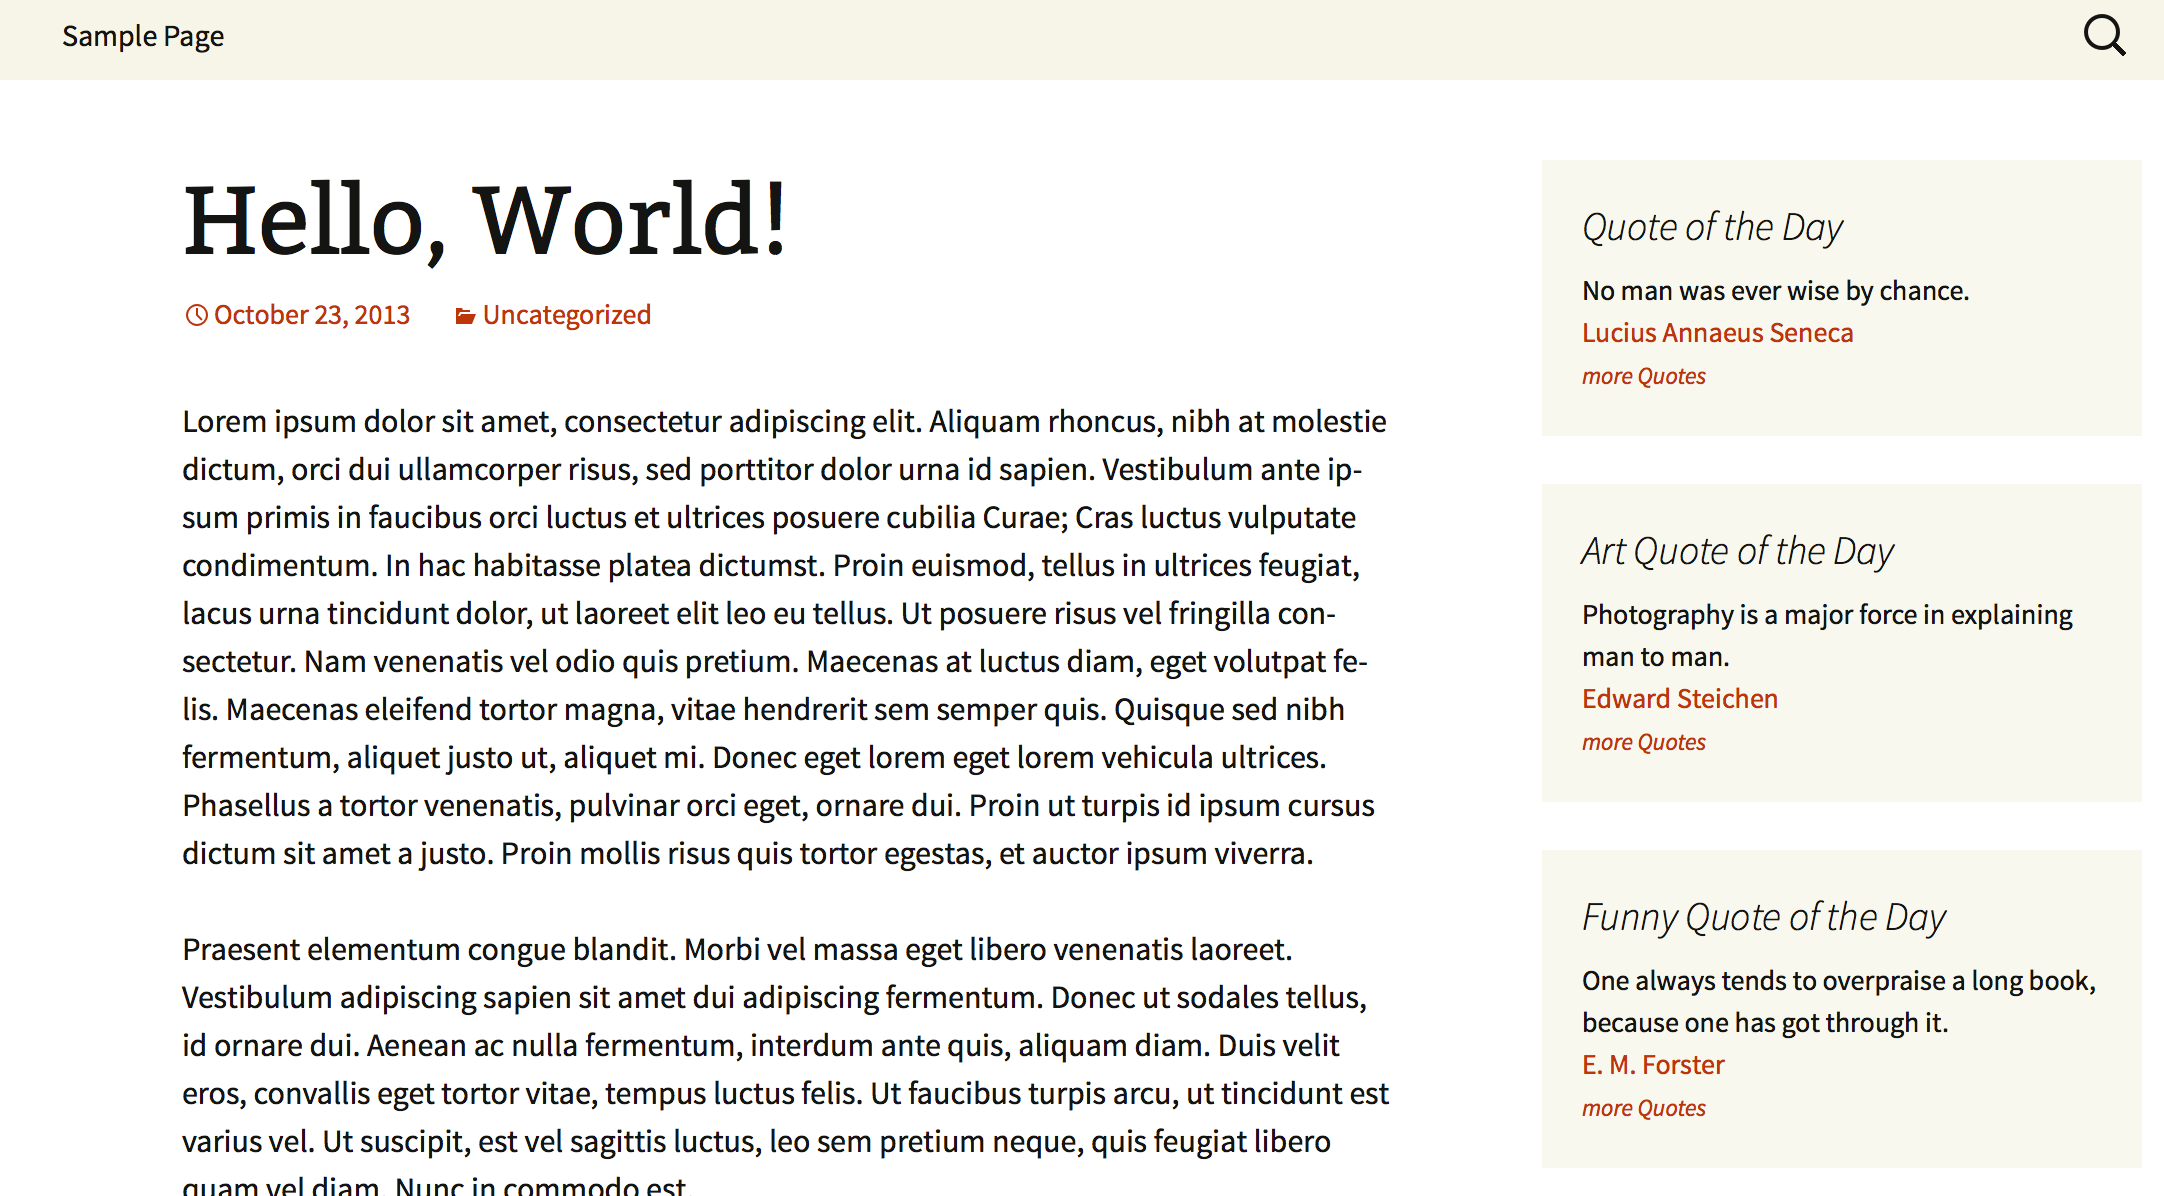 Sample Page
Hello, World!
October 23, 2013 Uncategorized
Lorem ipsum dolor sit amet, consectetur adipiscing elit. Aliquam rhoncus, nibh at molestie
dictum, orci dui ullamcorper risus, sed porttitor dolor urna id sapien. Vestibulum ante ip-
sum primis in faucibus orci luctus et ultrices posuere cubilia Curae; Cras luctus vulputate
condimentum. In hac habitasse platea dictumst. Proin euismod, tellus in ultrices feugiat,
lacus urna tincidunt dolor, ut laoreet elit leo eu tellus. Ut posuere risus vel fringilla con-
sectetur. Nam venenatis vel odio quis pretium. Maecenas at luctus diam, eget volutpat fe-
lis. Maecenas eleifend tortor magna, vitae hendrerit sem semper quis. Quisque sed nibh
fermentum, aliquet justo ut, aliquet mi. Donec eget lorem eget lorem vehicula ultrices.
Phasellus a tortor venenatis, pulvinar orci eget, ornare dui. Proin ut turpis id ipsum cursus
dictum sit amet a justo. Proin mollis risus quis tortor egestas, et auctor ipsum viverra.
Praesent elementum congue blandit. Morbi vel massa eget libero venenatis laoreet.
Vestibulum adipiscing sapien sit amet dui adipiscing fermentum. Donec ut sodales tellus,
id ornare dui. Aenean ac nulla fermentum, interdum ante quis, aliquam diam. Duis velit
eros, convallis eget tortor vitae, tempus luctus felis. Ut faucibus turpis arcu, ut tincidunt est
varius vel. Ut suscipit, est vel sagittis luctus, leo sem pretium neque, quis feugiat libero
quam vel diam. Nunc in commodo est.
Quote of the Day
No man was ever wise by chance.
Lucius Annaeus Seneca
more Quotes
Art Quote of the Day
Photography is a major force in explaining
man to man.
Edward Steichen
more Quotes
Funny Quote of the Day
One always tends to overpraise a long book,
because one has got through it.
E. M. Forster
more Quotes